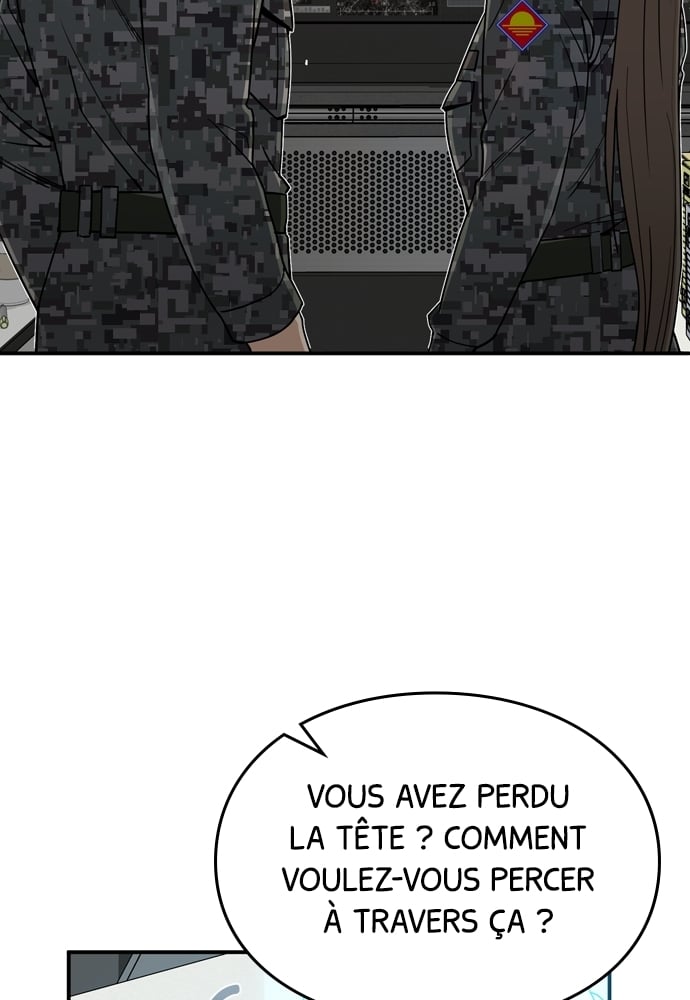 VOUS AVEZ PERDU
LA TÊTE ? COMMENT
VOULEZ-VOUS PERCER
À TRAVERS ÇA ?